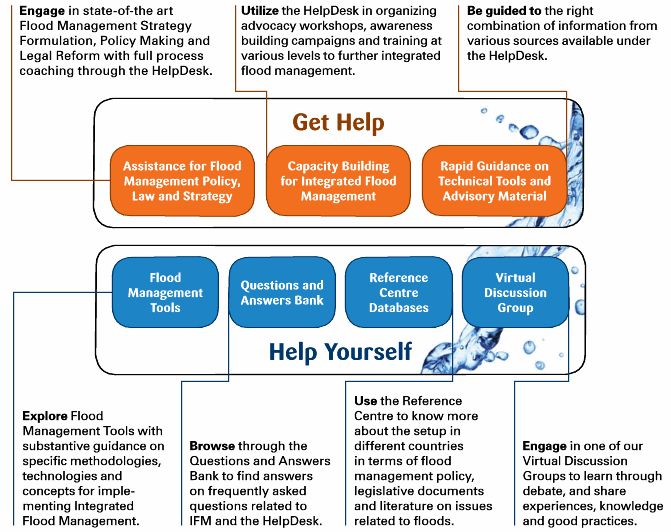 Engage in state-of-the art
Flood Management Strategy
Formulation, Policy Making and
Legal Reform with full process
coaching through the HelpDesk.
Utilize the HelpDesk in organizing
advocacy workshops, awareness
building campaigns and training at
various levels to further integrated
flood management.
Be guided to the right
combination of information from
various sources available under
the HelpDesk.
Get Help
Assistance for Flood
Management Policy,
Law and Strategy
Capacity Building
for Integrated Flood
Management
Rapid Guidance on
Technical Tools and
Advisory Material
Flood
Management
Tools
Questions and
Answers Bank
Reference
Centre
Databases
Virtual
Discussion
Group
Help Yourself
Explore Flood
Management Tools with
substantive guidance on
specific methodologies,
technologies and
concepts for imple-
menting Integrated
Flood Management.
Browse through the
Questions and Answers
Bank to find answers
on frequently asked
questions related to
IFM and the HelpDesk.
Use the Reference
Centre to know more
about the setup in
different countries
in terms of flood
management policy,
legislative documents
and literature on issues
related to floods.
Engage in one of our
Virtual Discussion
Groups to learn through
debate, and share
experiences, knowledge
and good practices.